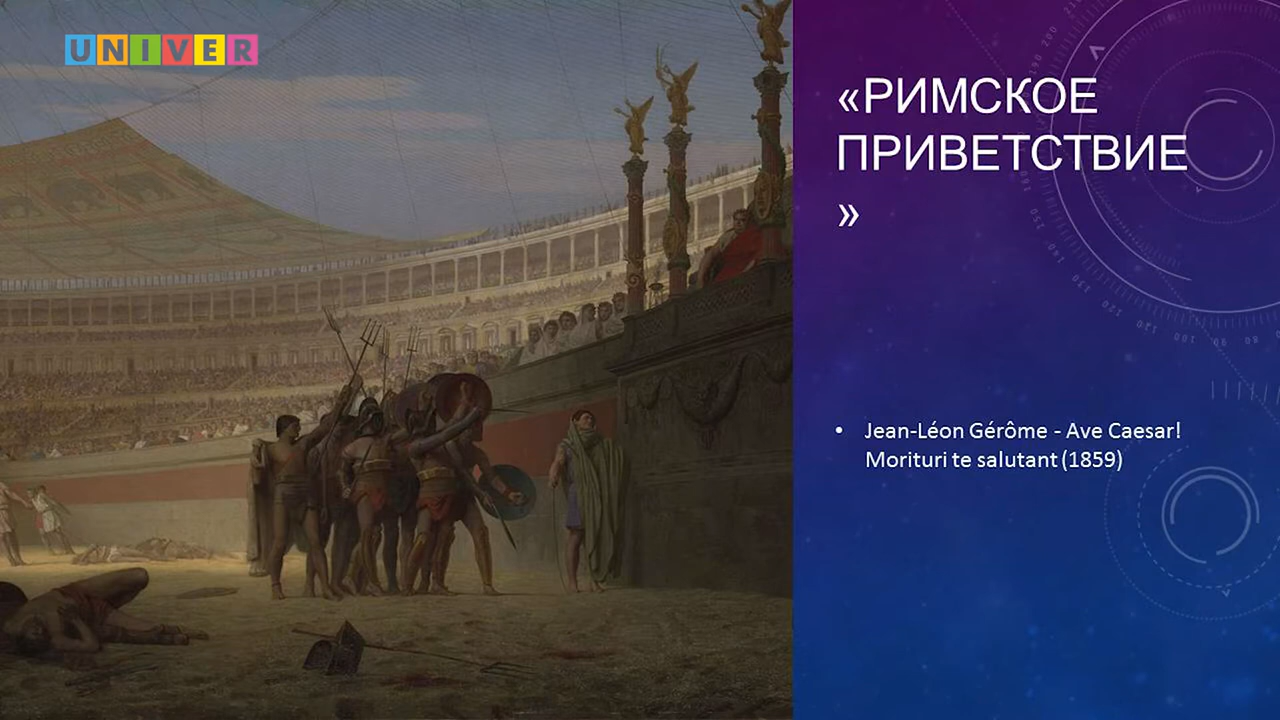 UNIVER
«РИМСКОЕ
ПРИВЕТСТВИЕ
»
• Jean-Léon Gérôme - Ave Caesar!
Morituri te salutant (1859)